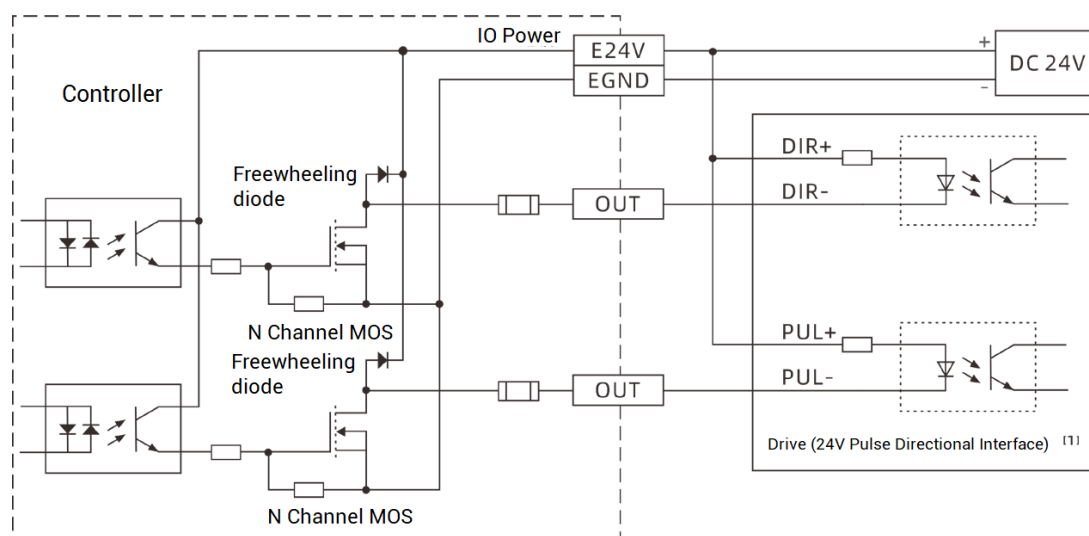 IO Power
E24V
+
DC 24V
EGND
-
Controller
DIR+
Freewheeling
diode
DIR-
OUT
N Channel MOS
PUL+
Freewheeling
diode
PUL-
OUT
Drive (24V Pulse Directional Interface) [1]
N Channel MOS